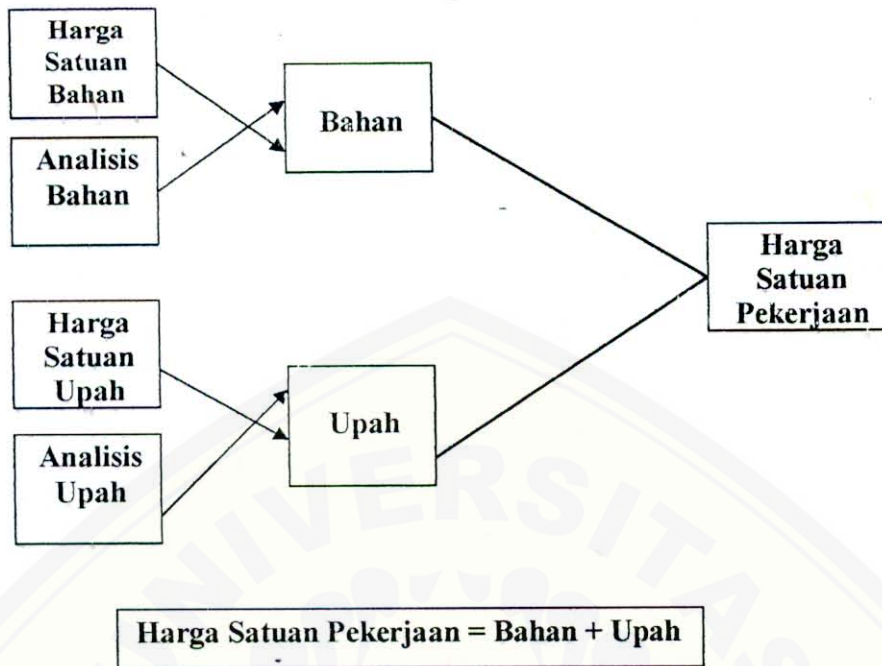 Harga
Satuan
Bahan
Analisis
Bahan
Bahan
Harga
Satuan
Pekerjaan
Harga
Satuan
Upah
Analisis
Upah
Upah
UNIVERSITAS
Harga Satuan Pekerjaan = Bahan + Upah